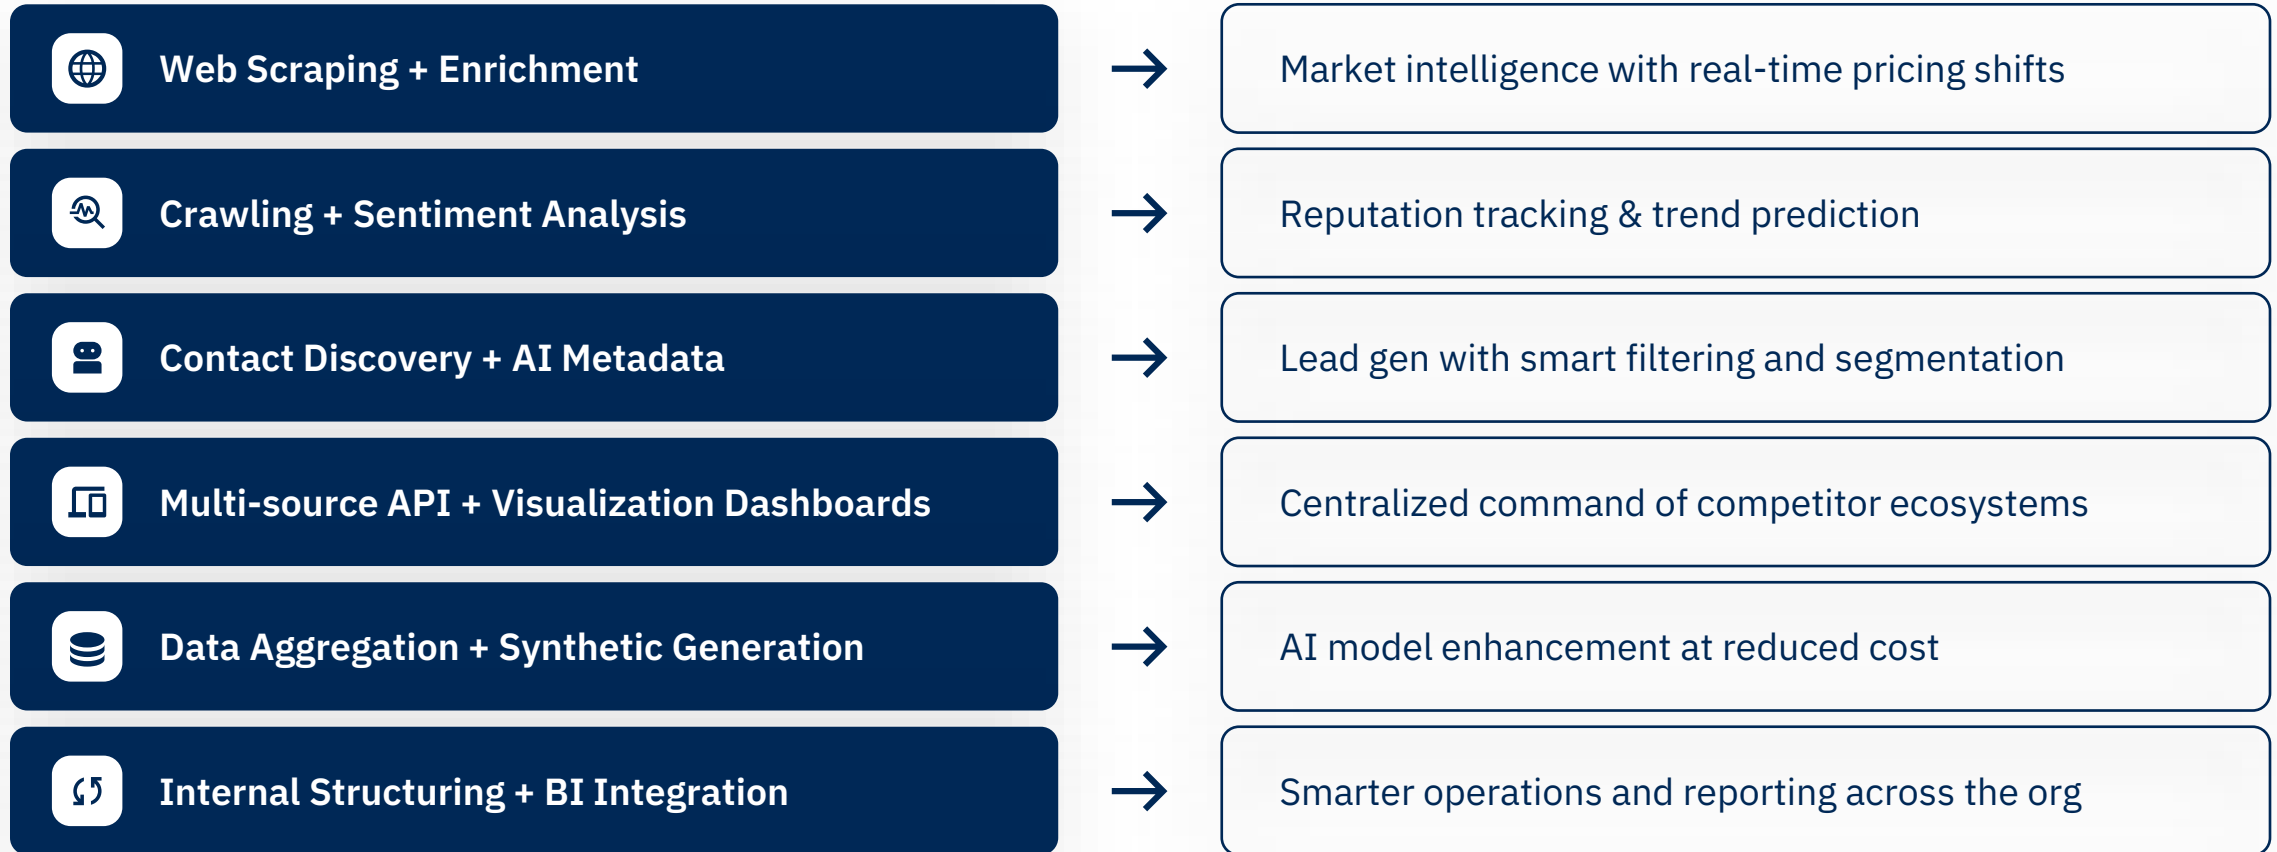 Web Scraping + Enrichment
Market intelligence with real-time pricing shifts
Crawling + Sentiment Analysis
Reputation tracking & trend prediction
Contact Discovery + AI Metadata
Lead gen with smart filtering and segmentation
Multi-source API + Visualization Dashboards
Centralized command of competitor ecosystems
Data Aggregation + Synthetic Generation
AI model enhancement at reduced cost
Internal Structuring + BI Integration
Smarter operations and reporting across the org